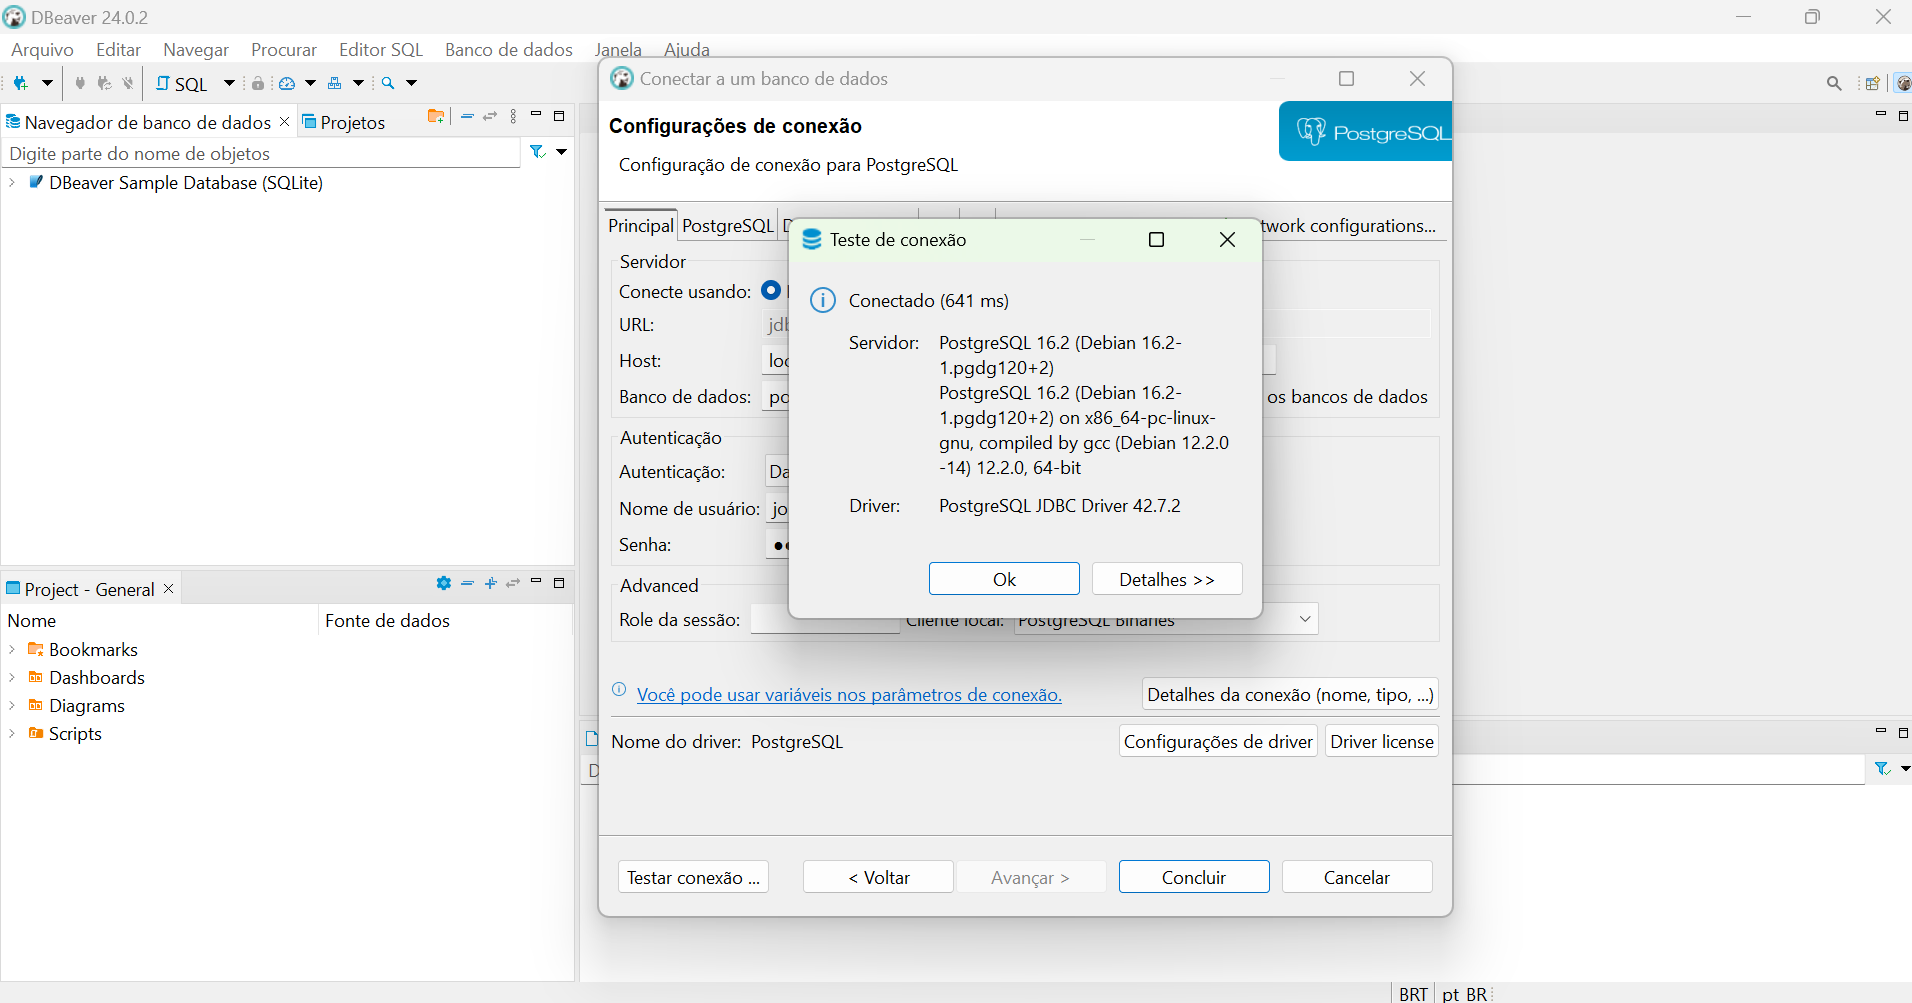 DBeaver 24.0.2
Arquivo Editar Navegar Procurar Editor SQL Banco de dados Janela Ajuda
SQL
Navegador de banco de dados
Projetos
Digite parte do nome de objetos
DBeaver Sample Database (SQLite)
Project - General
Nome Fonte de dados
Bookmarks
Dashboards
Diagrams
Scripts
Conectar a um banco de dados
Configurações de conexão
Configuração de conexão para PostgreSQL
PostgreSQL
Principal PostgreSQL
twork configurations...
Servidor
Conecte usando:
URL:
Host:
Banco de dados:
os bancos de dados
Autenticação
Autenticação:
Nome de usuário:
Senha:
Advanced
Role da sessão:
Cliente local: PostgreSQL Binaries
Teste de conexão
Conectado (641 ms)
Servidor: PostgreSQL 16.2 (Debian 16.2-
1.pgdg120+2)
PostgreSQL 16.2 (Debian 16.2-
1.pgdg120+2) on x86_64-pc-linux-
gnu, compiled by gcc (Debian 12.2.0
-14) 12.2.0, 64-bit
Driver: PostgreSQL JDBC Driver 42.7.2
Ok Detalhes >>
Você pode usar variáveis nos parâmetros de conexão.
Detalhes da conexão (nome, tipo, ...)
Nome do driver: PostgreSQL
Configurações de driver Driver license
Testar conexão ... < Voltar Avançar > Concluir Cancelar
BRT pt BR